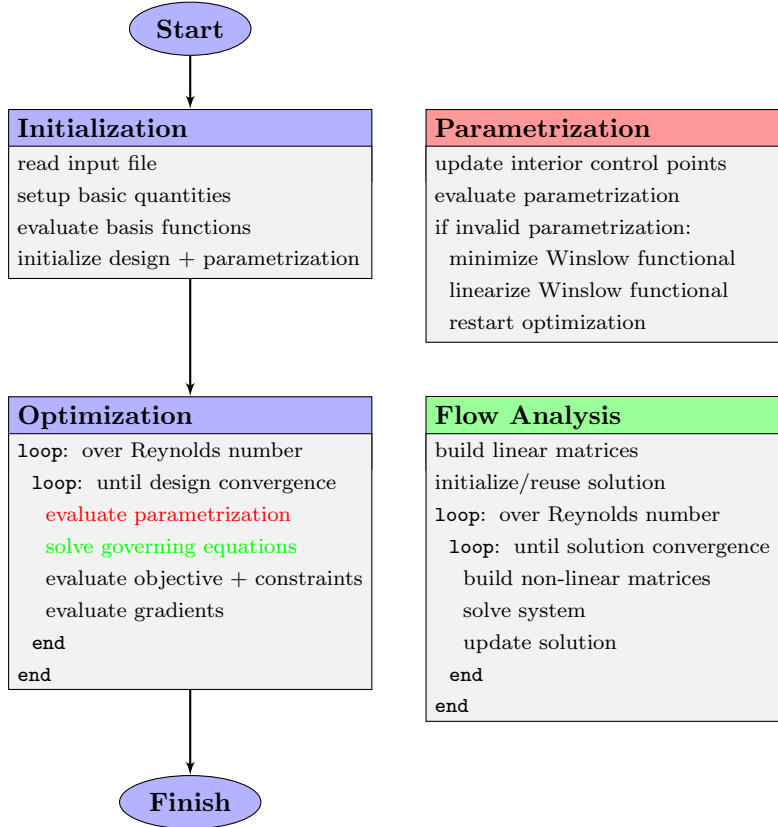 Start
Initialization
read input file
setup basic quantities
evaluate basis functions
initialize design + parametrization
Parametrization
update interior control points
evaluate parametrization
if invalid parametrization:
minimize Winslow functional
linearize Winslow functional
restart optimization
Optimization
loop: over Reynolds number
loop: until design convergence
evaluate parametrization
solve governing equations
evaluate objective + constraints
evaluate gradients
end
end
Flow Analysis
build linear matrices
initialize/reuse solution
loop: over Reynolds number
loop: until solution convergence
build non-linear matrices
solve system
update solution
end
end
Finish